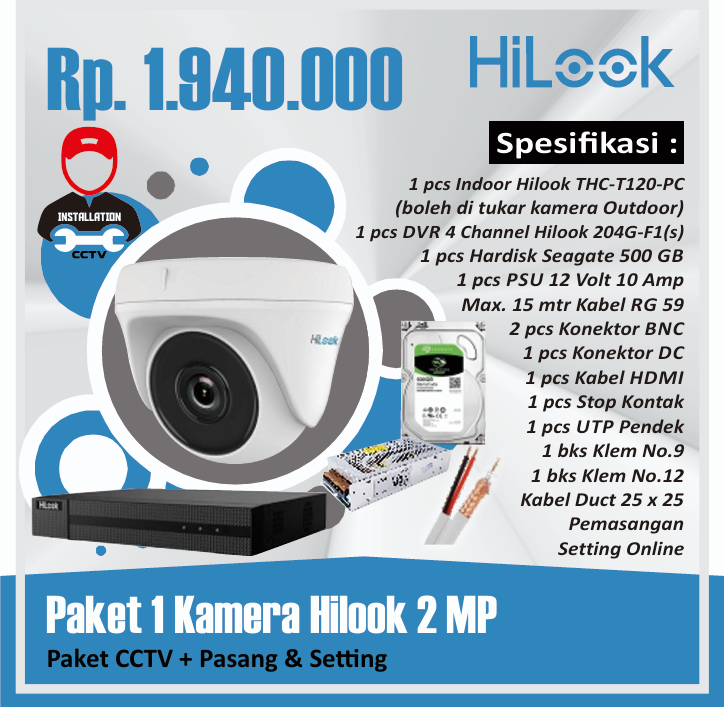 Rp. 1.940.000
HiLook
INSTALLATION
CCTV
Spesifikasi :
1 pcs Indoor Hilook THC-T120-PC
(boleh di tukar kamera Outdoor)
1 pcs DVR 4 Channel Hilook 204G-F1(s)
1 pcs Hardisk Seagate 500 GB
1 pcs PSU 12 Volt 10 Amp
Max. 15 mtr Kabel RG 59
2 pcs Konektor BNC
1 pcs Konektor DC
1 pcs Kabel HDMI
1 pcs Stop Kontak
1 pcs UTP Pendek
1 bks Klem No.9
1 bks Klem No.12
Kabel Duct 25 x 25
Pemasangan
Setting Online
HiLook
HiLook
Paket 1 Kamera Hilook 2 MP
Paket CCTV + Pasang & Setting